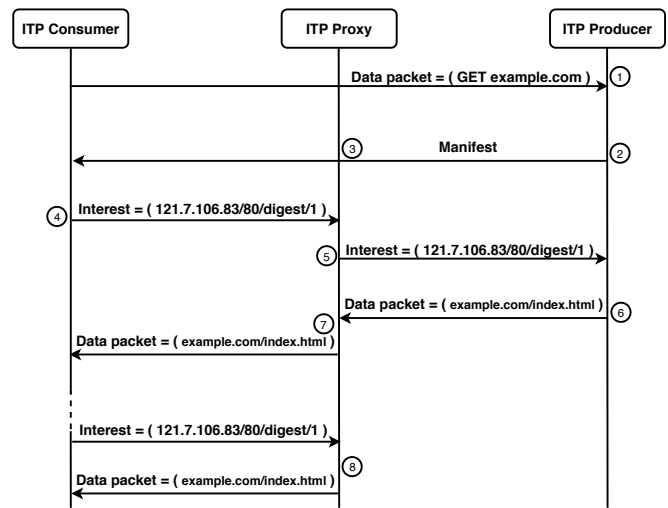 ITP Consumer
ITP Proxy
ITP Producer
Data packet = ( GET example.com )
1
3
Manifest
2
4
Interest = ( 121.7.106.83/80/digest/1 )
5
Interest = ( 121.7.106.83/80/digest/1 )
Data packet = ( example.com/index.html )
6
7
Data packet = ( example.com/index.html )
Interest = ( 121.7.106.83/80/digest/1 )
8
Data packet = ( example.com/index.html )